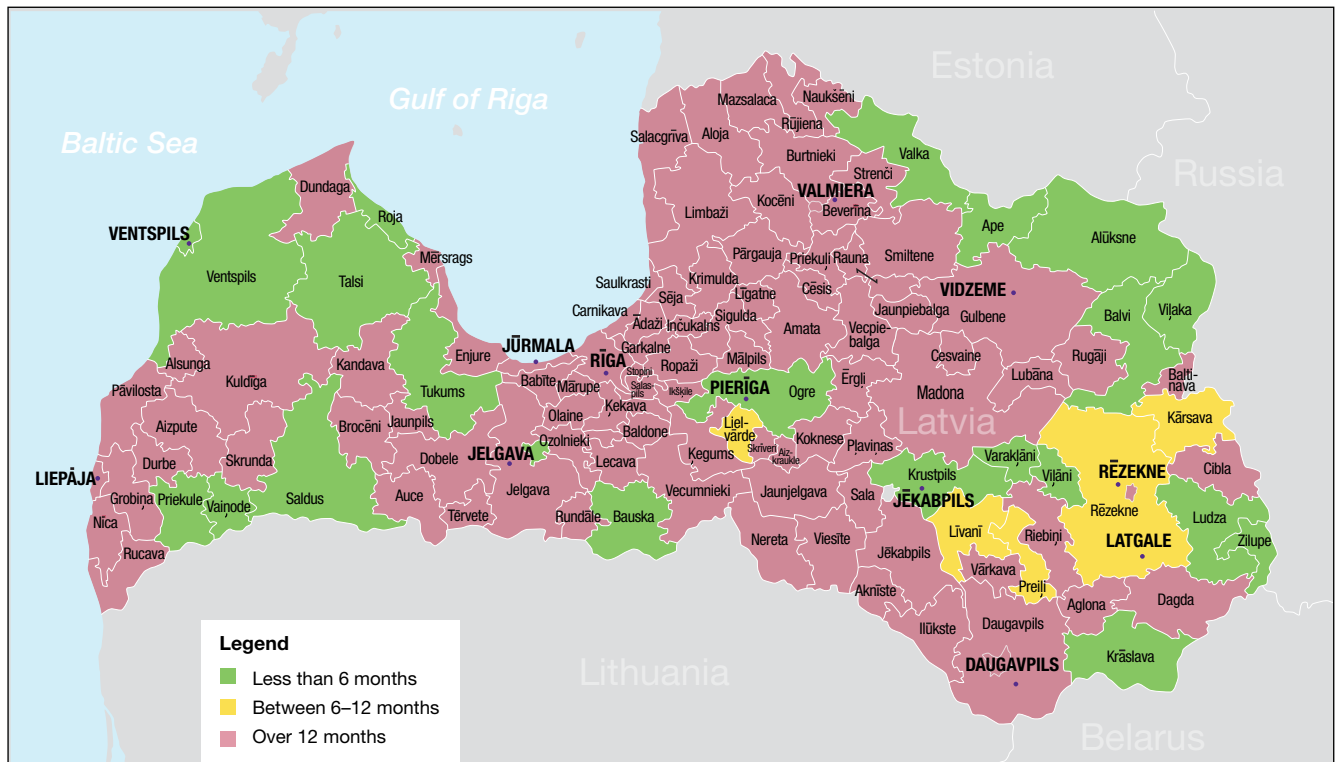 Estonia
Gulf of Riga
Baltic Sea
Russia
Mazsalaca
Naukšēni
Rūjiena
Salacgrīva
Aloja
Burtnieki
Valka
Strenči
Dundaga
Kocēni
VALMIERA
Beverīna
Roja
Limbaži
Ape
Alūksne
VENTSPILS
Mērsrags
Pārgauja
Priekuļi
Rauna
Smiltene
Ventspils
Talsi
Saulkrasti
Krimulda
Cēsis
Sēja
Līgatne
VIDZEME
Carnikava
Ādaži
Inčukalns
Sigulda
Jaunpiebalga
Gulbene
Balvi
Viļaka
Amata
Vecpie-
balga
JŪRMALA
Garkalne
Enjure
RĪGA
Ropaži
Mālpils
Cesvaine
Rugāji
Alsunga
Kandava
Stopiņi
Lubāna
Balti-
nava
Pāvilosta
Kuldīga
Tukums
Babīte
Mārupe
Salas-
pils
Ikšķile
PIERĪGA
Ogre
Ērgli
Madona
Ķekava
Kārsava
Aizpute
Brocēni
Jaunpils
Olaine
Baldone
Liel-
vārde
Latvia
Ozolnieki
Skrīveri
Aiz-
kraukle
Koknese
Pļaviņas
Durbe
Skrunda
Dobele
JELGAVA
Lecava
Ķegums
Varakļāni
LIEPĀJA
Krustpils
Viļāni
RĒZEKNE
Cibla
Grobiņa
Priekule
Vaiņode
Saldus
Auce
Jelgava
Vecumnieki
Jaunjelgava
Sala
JĒKABPILS
Nīca
Tērvete
Rundāle
Bauska
Rēzekne
Ludza
Rucava
Nereta
Viesīte
Līvanī
Riebiņi
Zilupe
LATGALE
Jēkabpils
Vārkava
Preiļi
Aknīste
Aglona
Dagda
Ilūkste
Daugavpils
Legend
Less than 6 months
Between 6–12 months
Over 12 months
Lithuania
DAUGAVPILS
Krāslava
Belarus